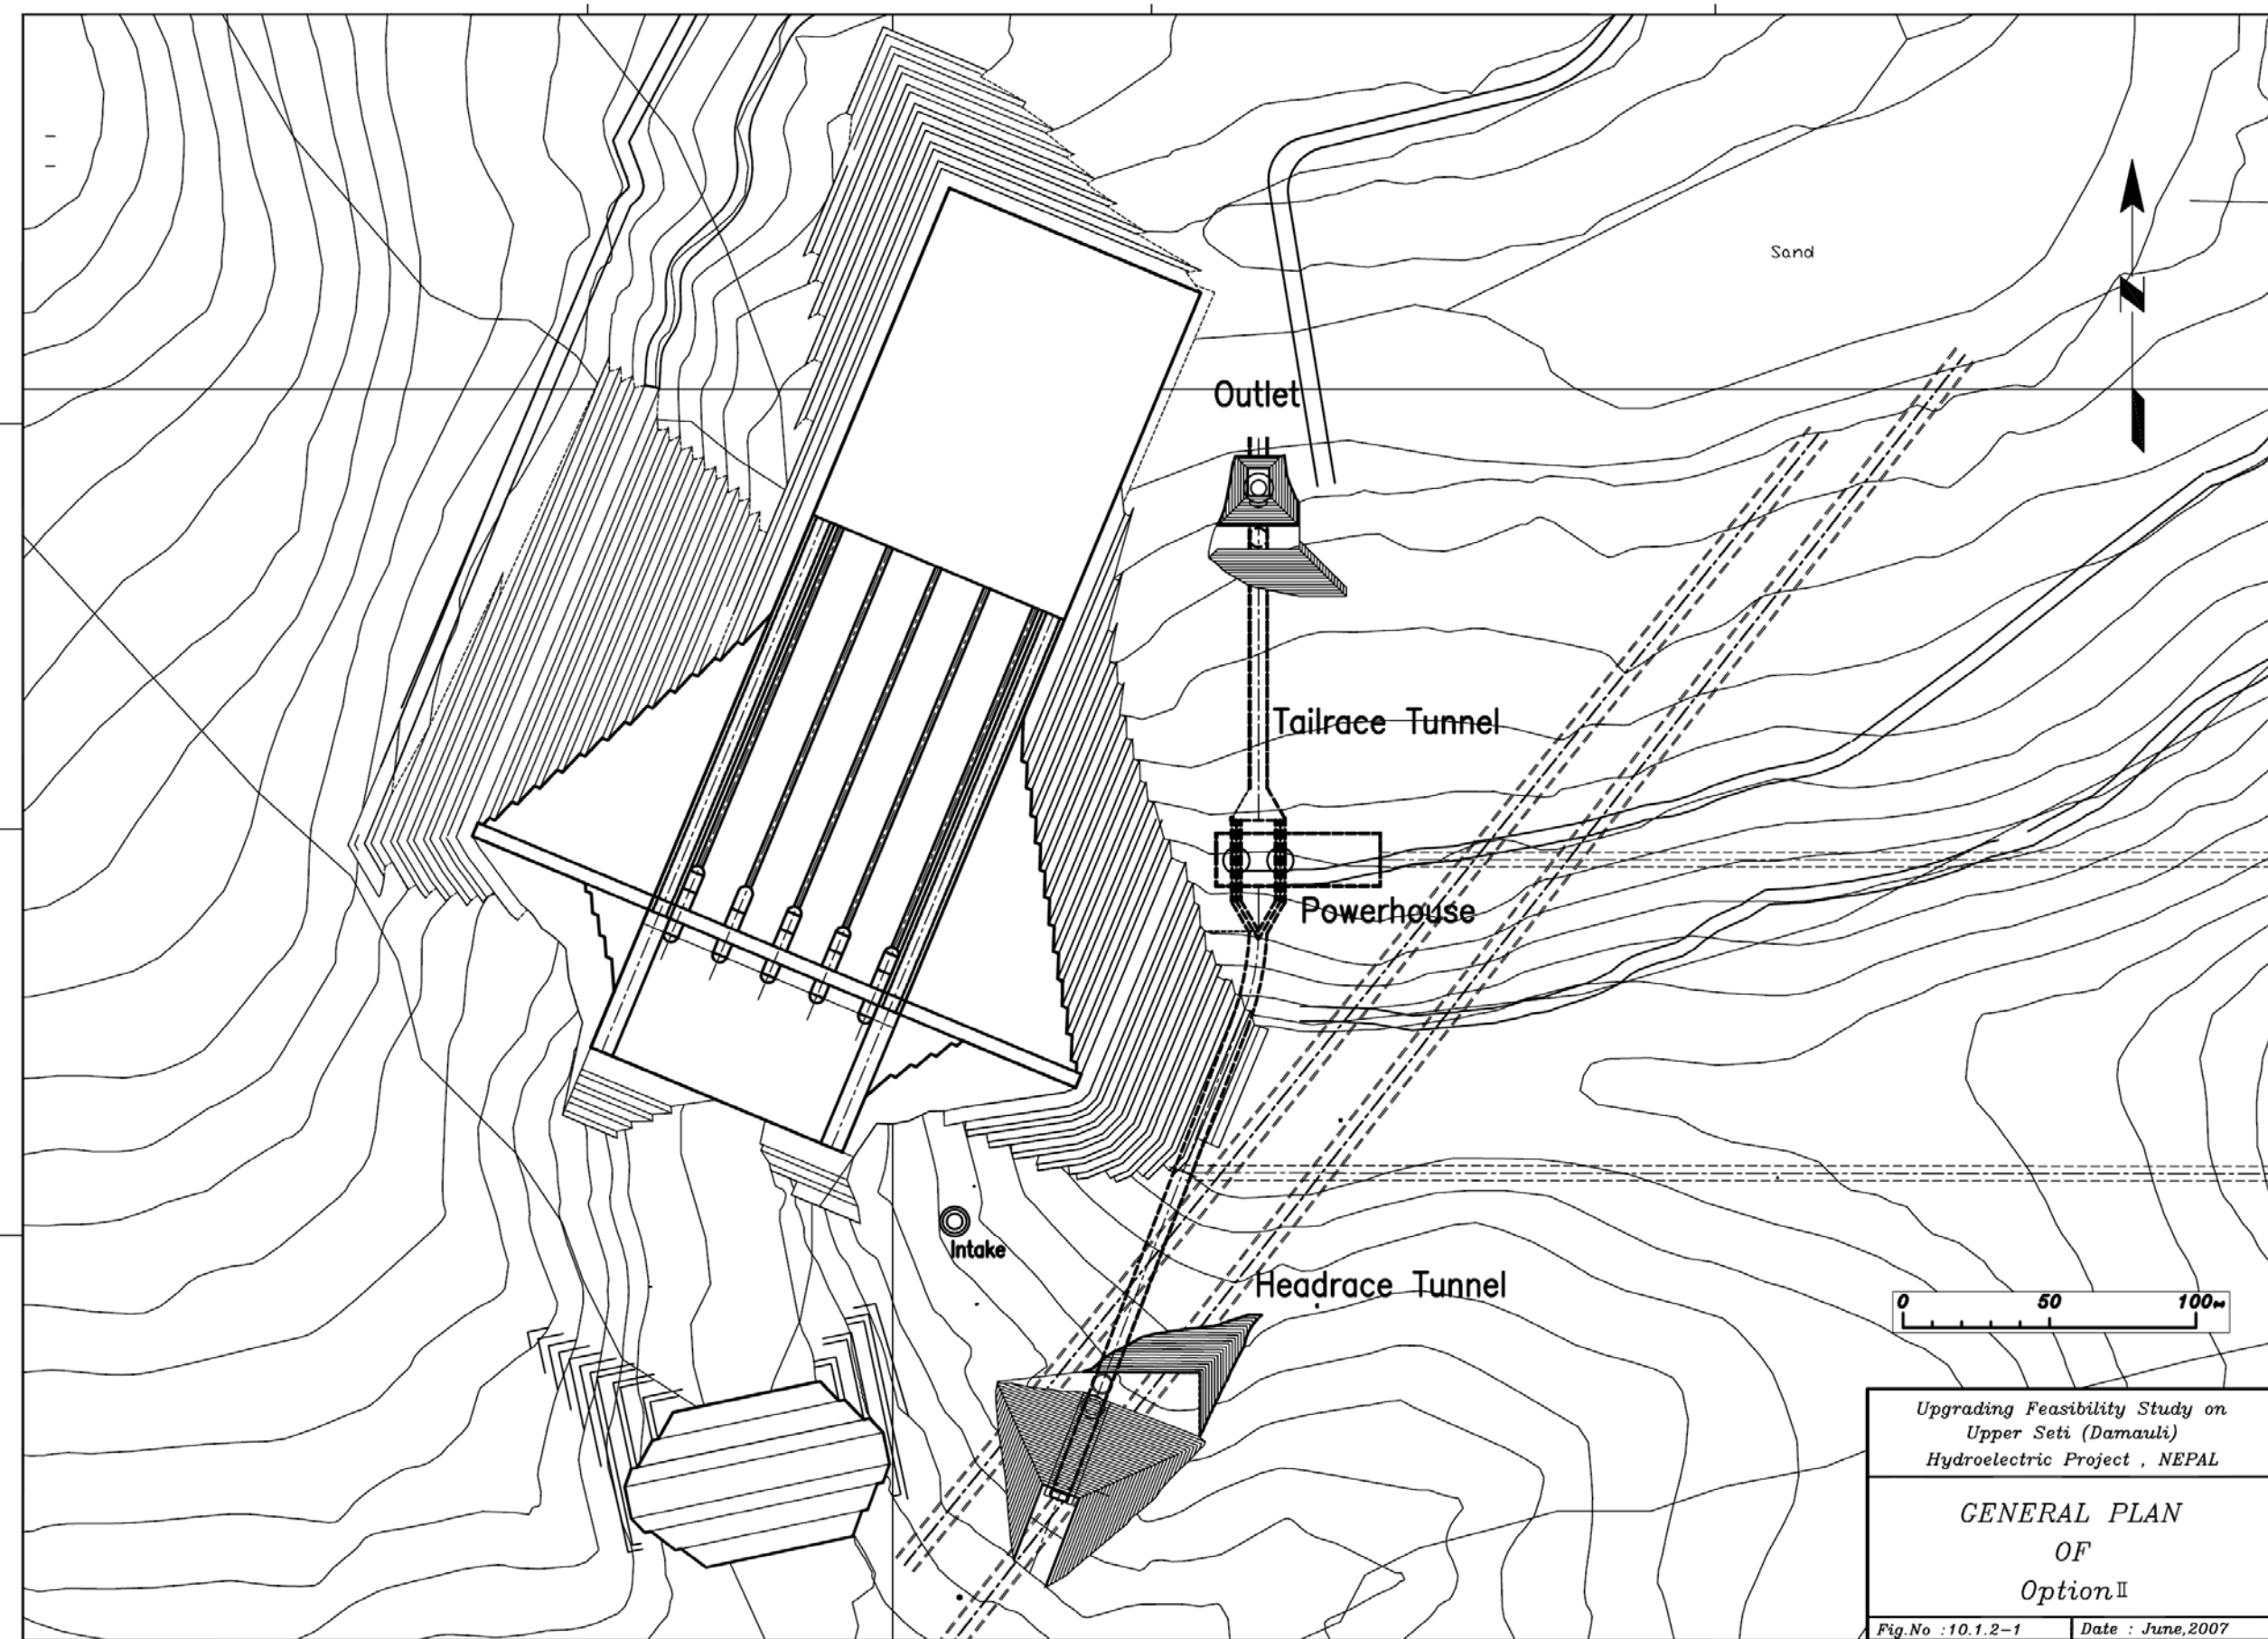 Sand
N
Outlet
Tailrace Tunnel
Powerhouse
Intake
Headrace Tunnel
0 50 100m
Upgrading Feasibility Study on
Upper Seti (Damauli)
Hydroelectric Project , NEPAL
GENERAL PLAN
OF
Option Ⅱ
Fig.No :10.1.2-1 Date : June,2007